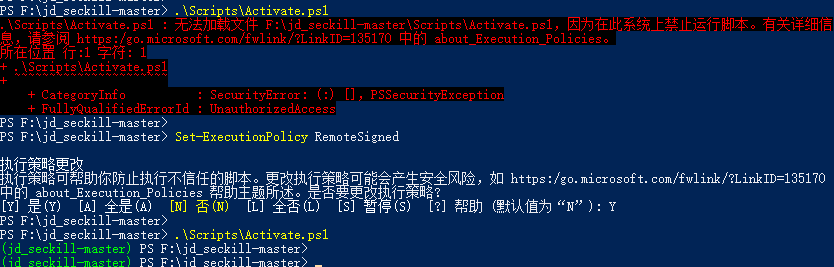 PS F:\jd_seckill-master> .\Scripts\Activate.ps1
.\Scripts\Activate.ps1 : 无法加载文件 F:\jd_seckill-master\Scripts\Activate.ps1，因为在此系统上禁止运行脚本。有关详细信
息，请参阅 https:/go.microsoft.com/fwlink/?LinkID=135170 中的 about_Execution_Policies。
所在位置 行:1 字符: 1
+ .\Scripts\Activate.ps1
+
    + CategoryInfo          : SecurityError: (:) []，PSSecurityException
    + FullyQualifiedErrorId : UnauthorizedAccess
PS F:\jd_seckill-master>
PS F:\jd_seckill-master> Set-ExecutionPolicy RemoteSigned
执行策略更改
执行策略可帮助你防止执行不信任的脚本。更改执行策略可能会产生安全风险，如 https:/go.microsoft.com/fwlink/?LinkID=135170
中的 about_Execution_Policies 帮助主题所述。是否要更改执行策略?
[Y] 是(Y)  [A] 全是(A)  [N] 否(N)  [L] 全否(L)  [S] 暂停(S)  [?] 帮助 (默认值为“N”): Y
PS F:\jd_seckill-master>
PS F:\jd_seckill-master> .\Scripts\Activate.ps1
(jd_seckill-master) PS F:\jd_seckill-master>
(jd_seckill-master) PS F:\jd_seckill-master> _